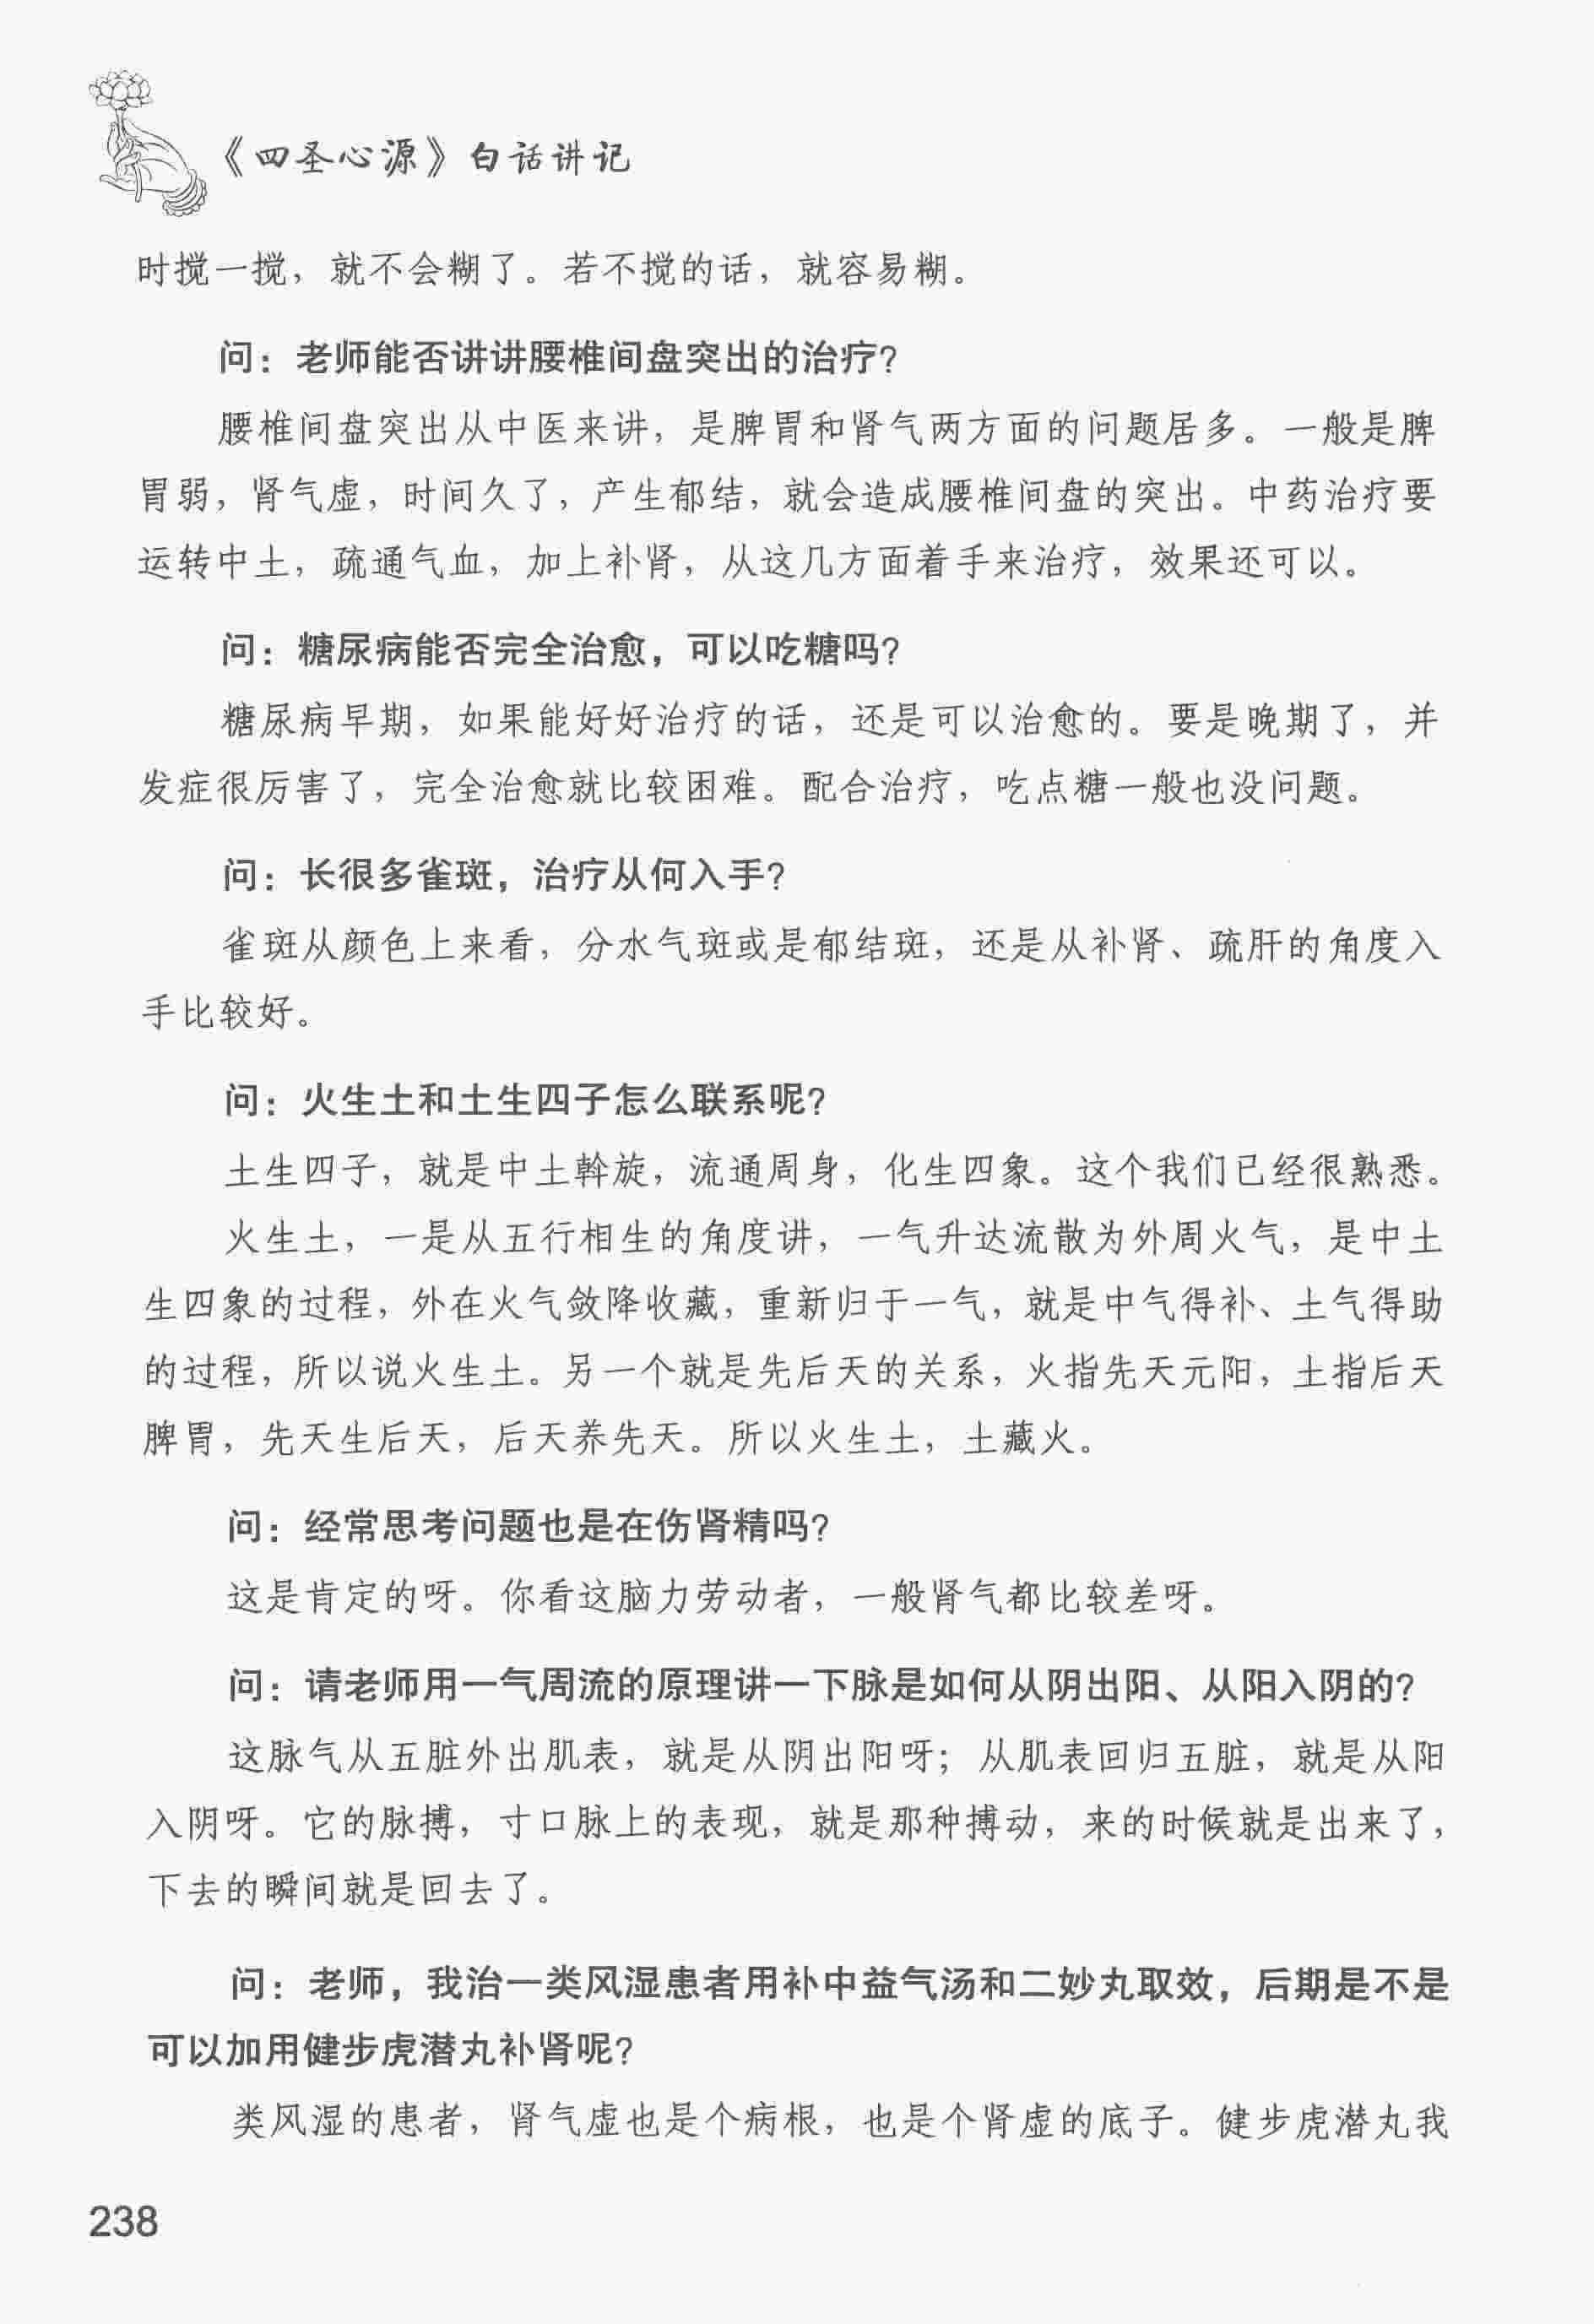 《四圣心源》白话讲记
时搅一搅，就不会糊了。若不搅的话，就容易糊。
问：老师能否讲讲腰椎间盘突出的治疗？
腰椎间盘突出从中医来讲，是脾胃和肾气两方面的问题居多。一般是脾
胃弱，肾气虚，时间久了，产生郁结，就会造成腰椎间盘的突出。中药治疗要
运转中土，疏通气血，加上补肾，从这几方面着手来治疗，效果还可以。
问：糖尿病能否完全治愈，可以吃糖吗？
糖尿病早期，如果能好好治疗的话，还是可以治愈的。要是晚期了，并
发症很厉害了，完全治愈就比较困难。配合治疗，吃点糖一般也没问题。
问：长很多雀斑，治疗从何入手？
雀斑从颜色上来看，分水气斑或是郁结斑，还是从补肾、疏肝的角度入
手比较好。
问：火生土和土生四子怎么联系呢？
土生四子，就是中土斡旋，流通周身，化生四象。这个我们已经很熟悉。
火生土，一是从五行相生的角度讲，一气升达流散为外周火气，是中土
生四象的过程，外在火气敛降收藏，重新归于一气，就是中气得补、土气得助
的过程，所以说火生土。另一个就是先后天的关系，火指先天元阳，土指后天
脾胃，先天生后天，后天养先天。所以火生土，土藏火。
问：经常思考问题也是在伤肾精吗？
这是肯定的呀。你看这脑力劳动者，一般肾气都比较差呀。
问：请老师用一气周流的原理讲一下脉是如何从阴出阳、从阳入阴的？
这脉气从五脏外出肌表，就是从阴出阳呀；从肌表回归五脏，就是从阳
入阴呀。它的脉搏，寸口脉上的表现，就是那种搏动，来的时候就是出来了，
下去的瞬间就是回去了。
问：老师，我治一类风湿患者用补中益气汤和二妙丸取效，后期是不是
可以加用健步虎潜丸补肾呢？
类风湿的患者，肾气虚也是个病根，也是个肾虚的底子。健步虎潜丸我
238